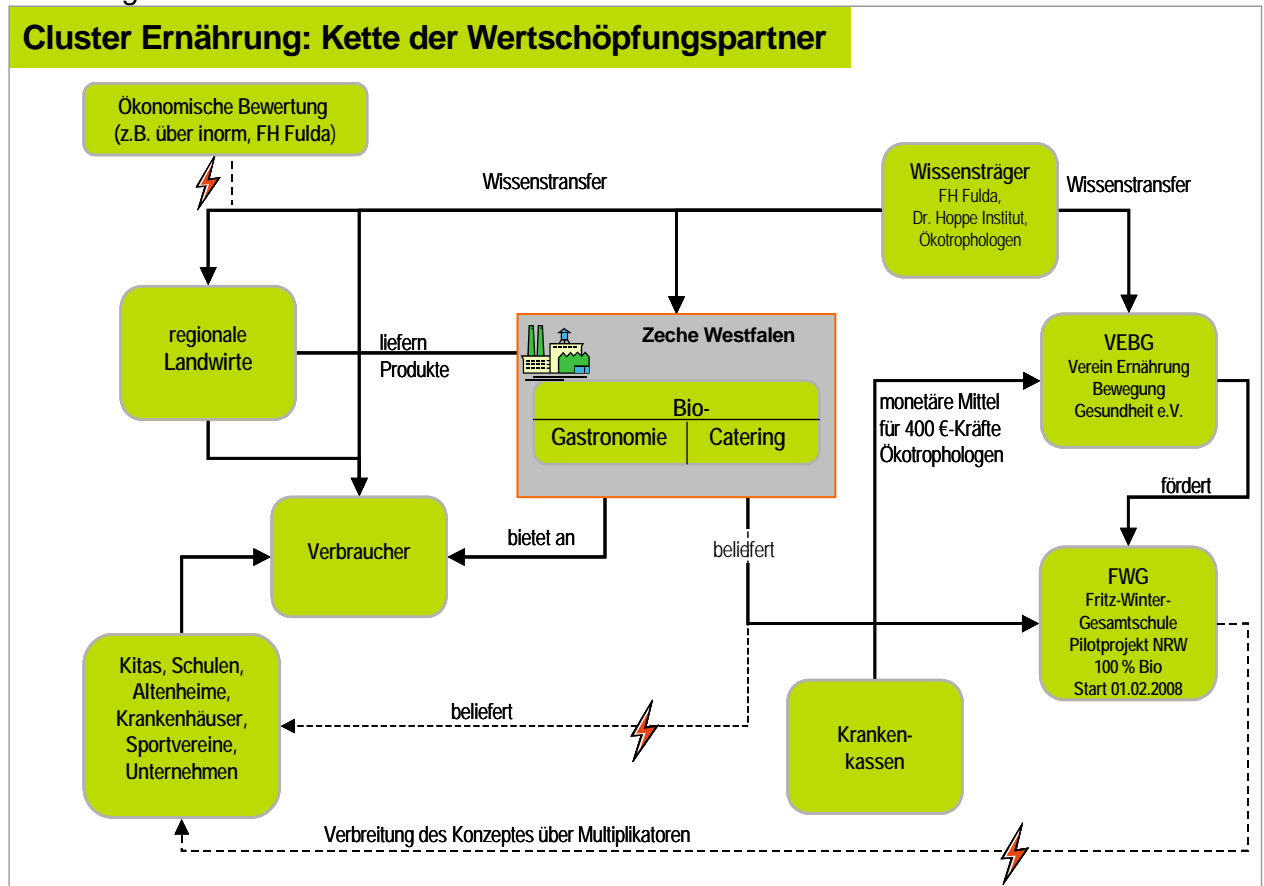 Cluster Ernährung: Kette der Wertschöpfungspartner
Ökonomische Bewertung
(z.B. über inorm, FH Fulda)
Wissenstransfer
Wissensträger
FH Fulda,
Dr. Hoppe Institut,
Ökotrophologen
Wissenstransfer
regionale
Landwirte
liefern
Produkte
Zeche Westfalen
Bio-
Gastronomie
Catering
VEBG
Verein Ernährung
Bewegung
Gesundheit e.V.
monetäre Mittel
für 400 €-Kräfte
Ökotrophologen
fördert
Verbraucher
bietet an
beliefert
FWG
Fritz-Winter-
Gesamtschule
Pilotprojekt NRW
100 % Bio
Start 01.02.2008
Kitas, Schulen,
Altenheime,
Krankenhäuser,
Sportvereine,
Unternehmen
beliefert
Kranken-
kassen
Verbreitung des Konzeptes über Multiplikatoren